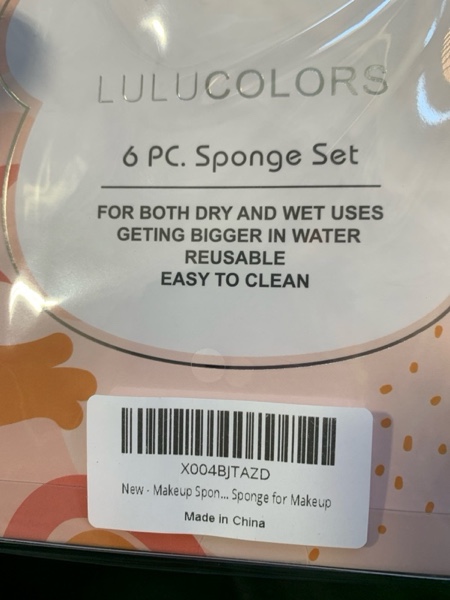 LULUCOLORS
6 PC. Sponge Set
FOR BOTH DRY AND WET USES
GETING BIGGER IN WATER
REUSABLE
EASY TO CLEAN
X004BJTAZD
New - Makeup Spon... Sponge for Makeup
Made in China